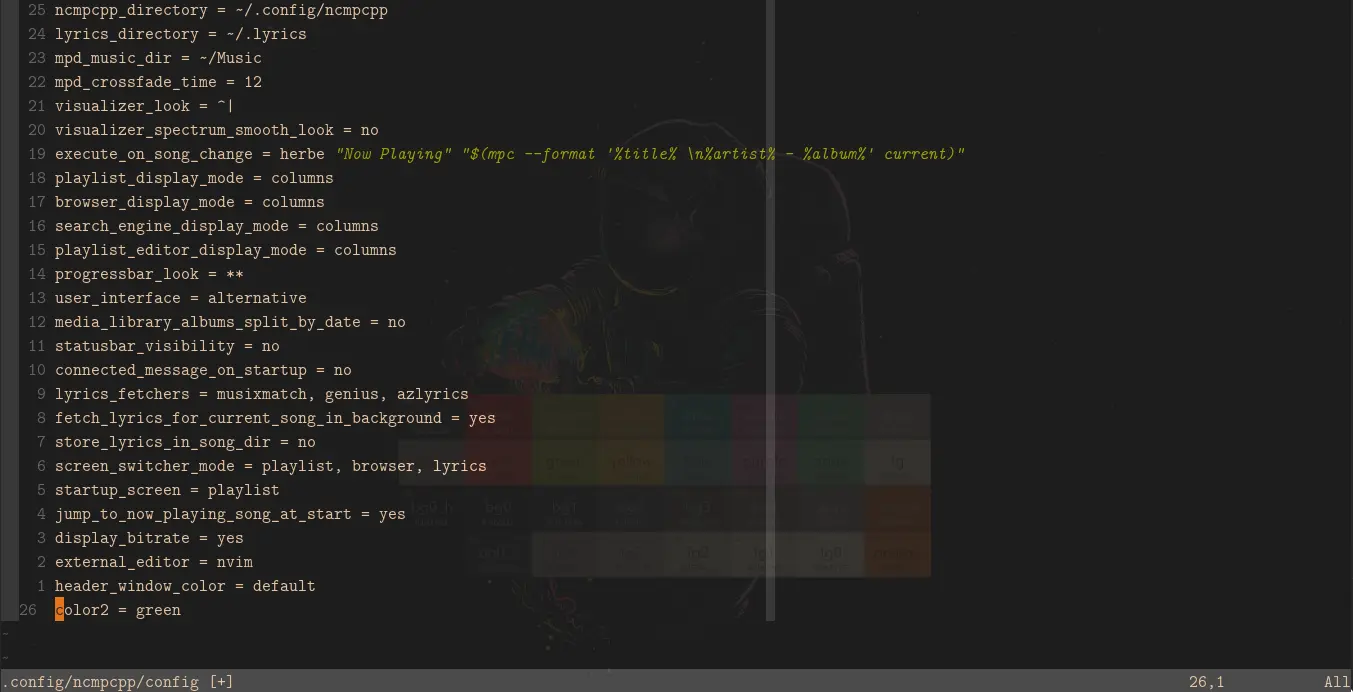 25 ncmpcpp_directory = ~/.config/ncmpcpp
24 lyrics_directory = ~/.lyrics
23 mpd_music_dir = ~/Music
22 mpd_crossfade_time = 12
21 visualizer_look = ^|
20 visualizer_spectrum_smooth_look = no
19 execute_on_song_change = herbe "Now Playing" "$(mpc --format '%title% \n%artist% - %album%' current)"
18 playlist_display_mode = columns
17 browser_display_mode = columns
16 search_engine_display_mode = columns
15 playlist_editor_display_mode = columns
14 progressbar_look = **
13 user_interface = alternative
12 media_library_albums_split_by_date = no
11 statusbar_visibility = no
10 connected_message_on_startup = no
9 lyrics_fetchers = musixmatch, genius, azlyrics
8 fetch_lyrics_for_current_song_in_background = yes
7 store_lyrics_in_song_dir = no
6 screen_switcher_mode = playlist, browser, lyrics
5 startup_screen = playlist
4 jump_to_now_playing_song_at_start = yes
3 display_bitrate = yes
2 external_editor = nvim
1 header_window_color = default
26 color2 = green
-
-
.config/ncmpcpp/config [+] 26,1 All